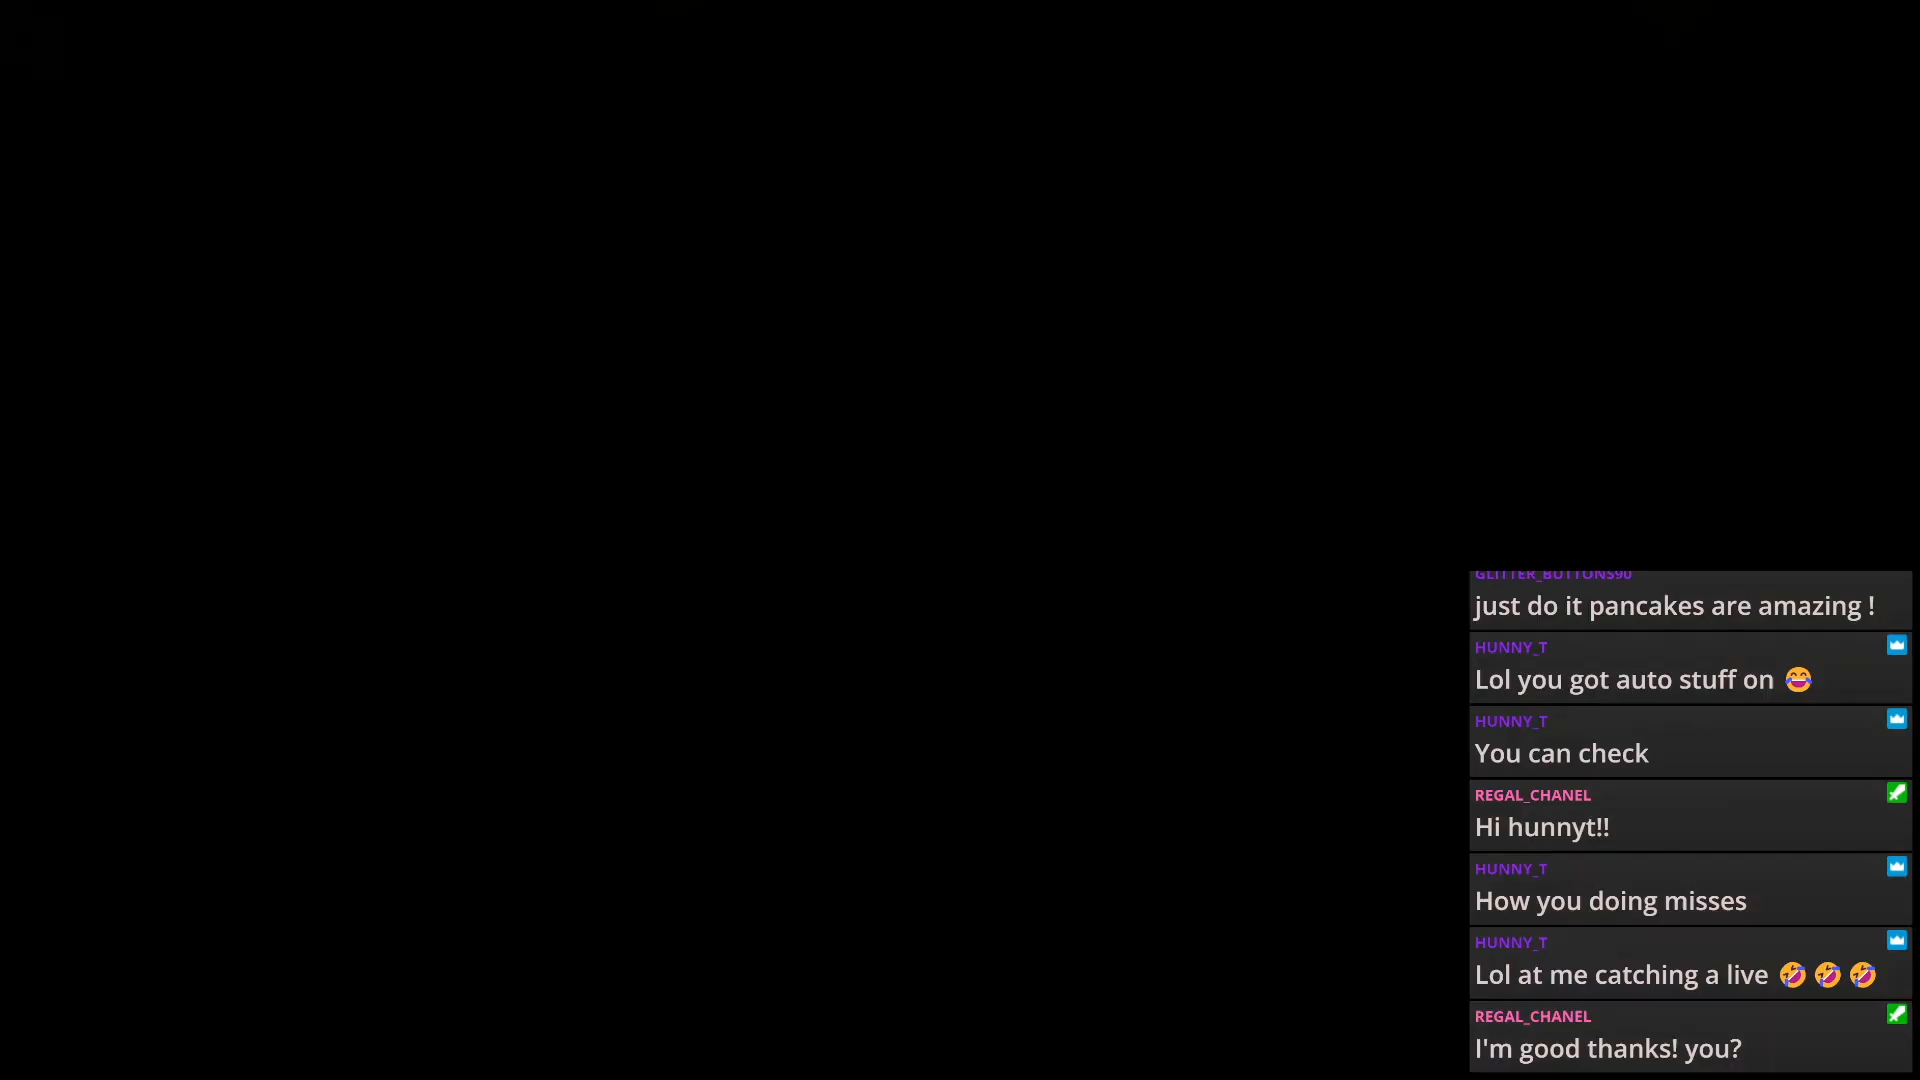 GLITTER_BUTTONS90
just do it pancakes are amazing !
HUNNY_T
Lol you got auto stuff on 😂
HUNNY_T
You can check
REGAL_CHANEL
Hi hunnyt!!
HUNNY_T
How you doing misses
HUNNY_T
Lol at me catching a live 🤣 🤣 🤣
REGAL_CHANEL
I'm good thanks! you?